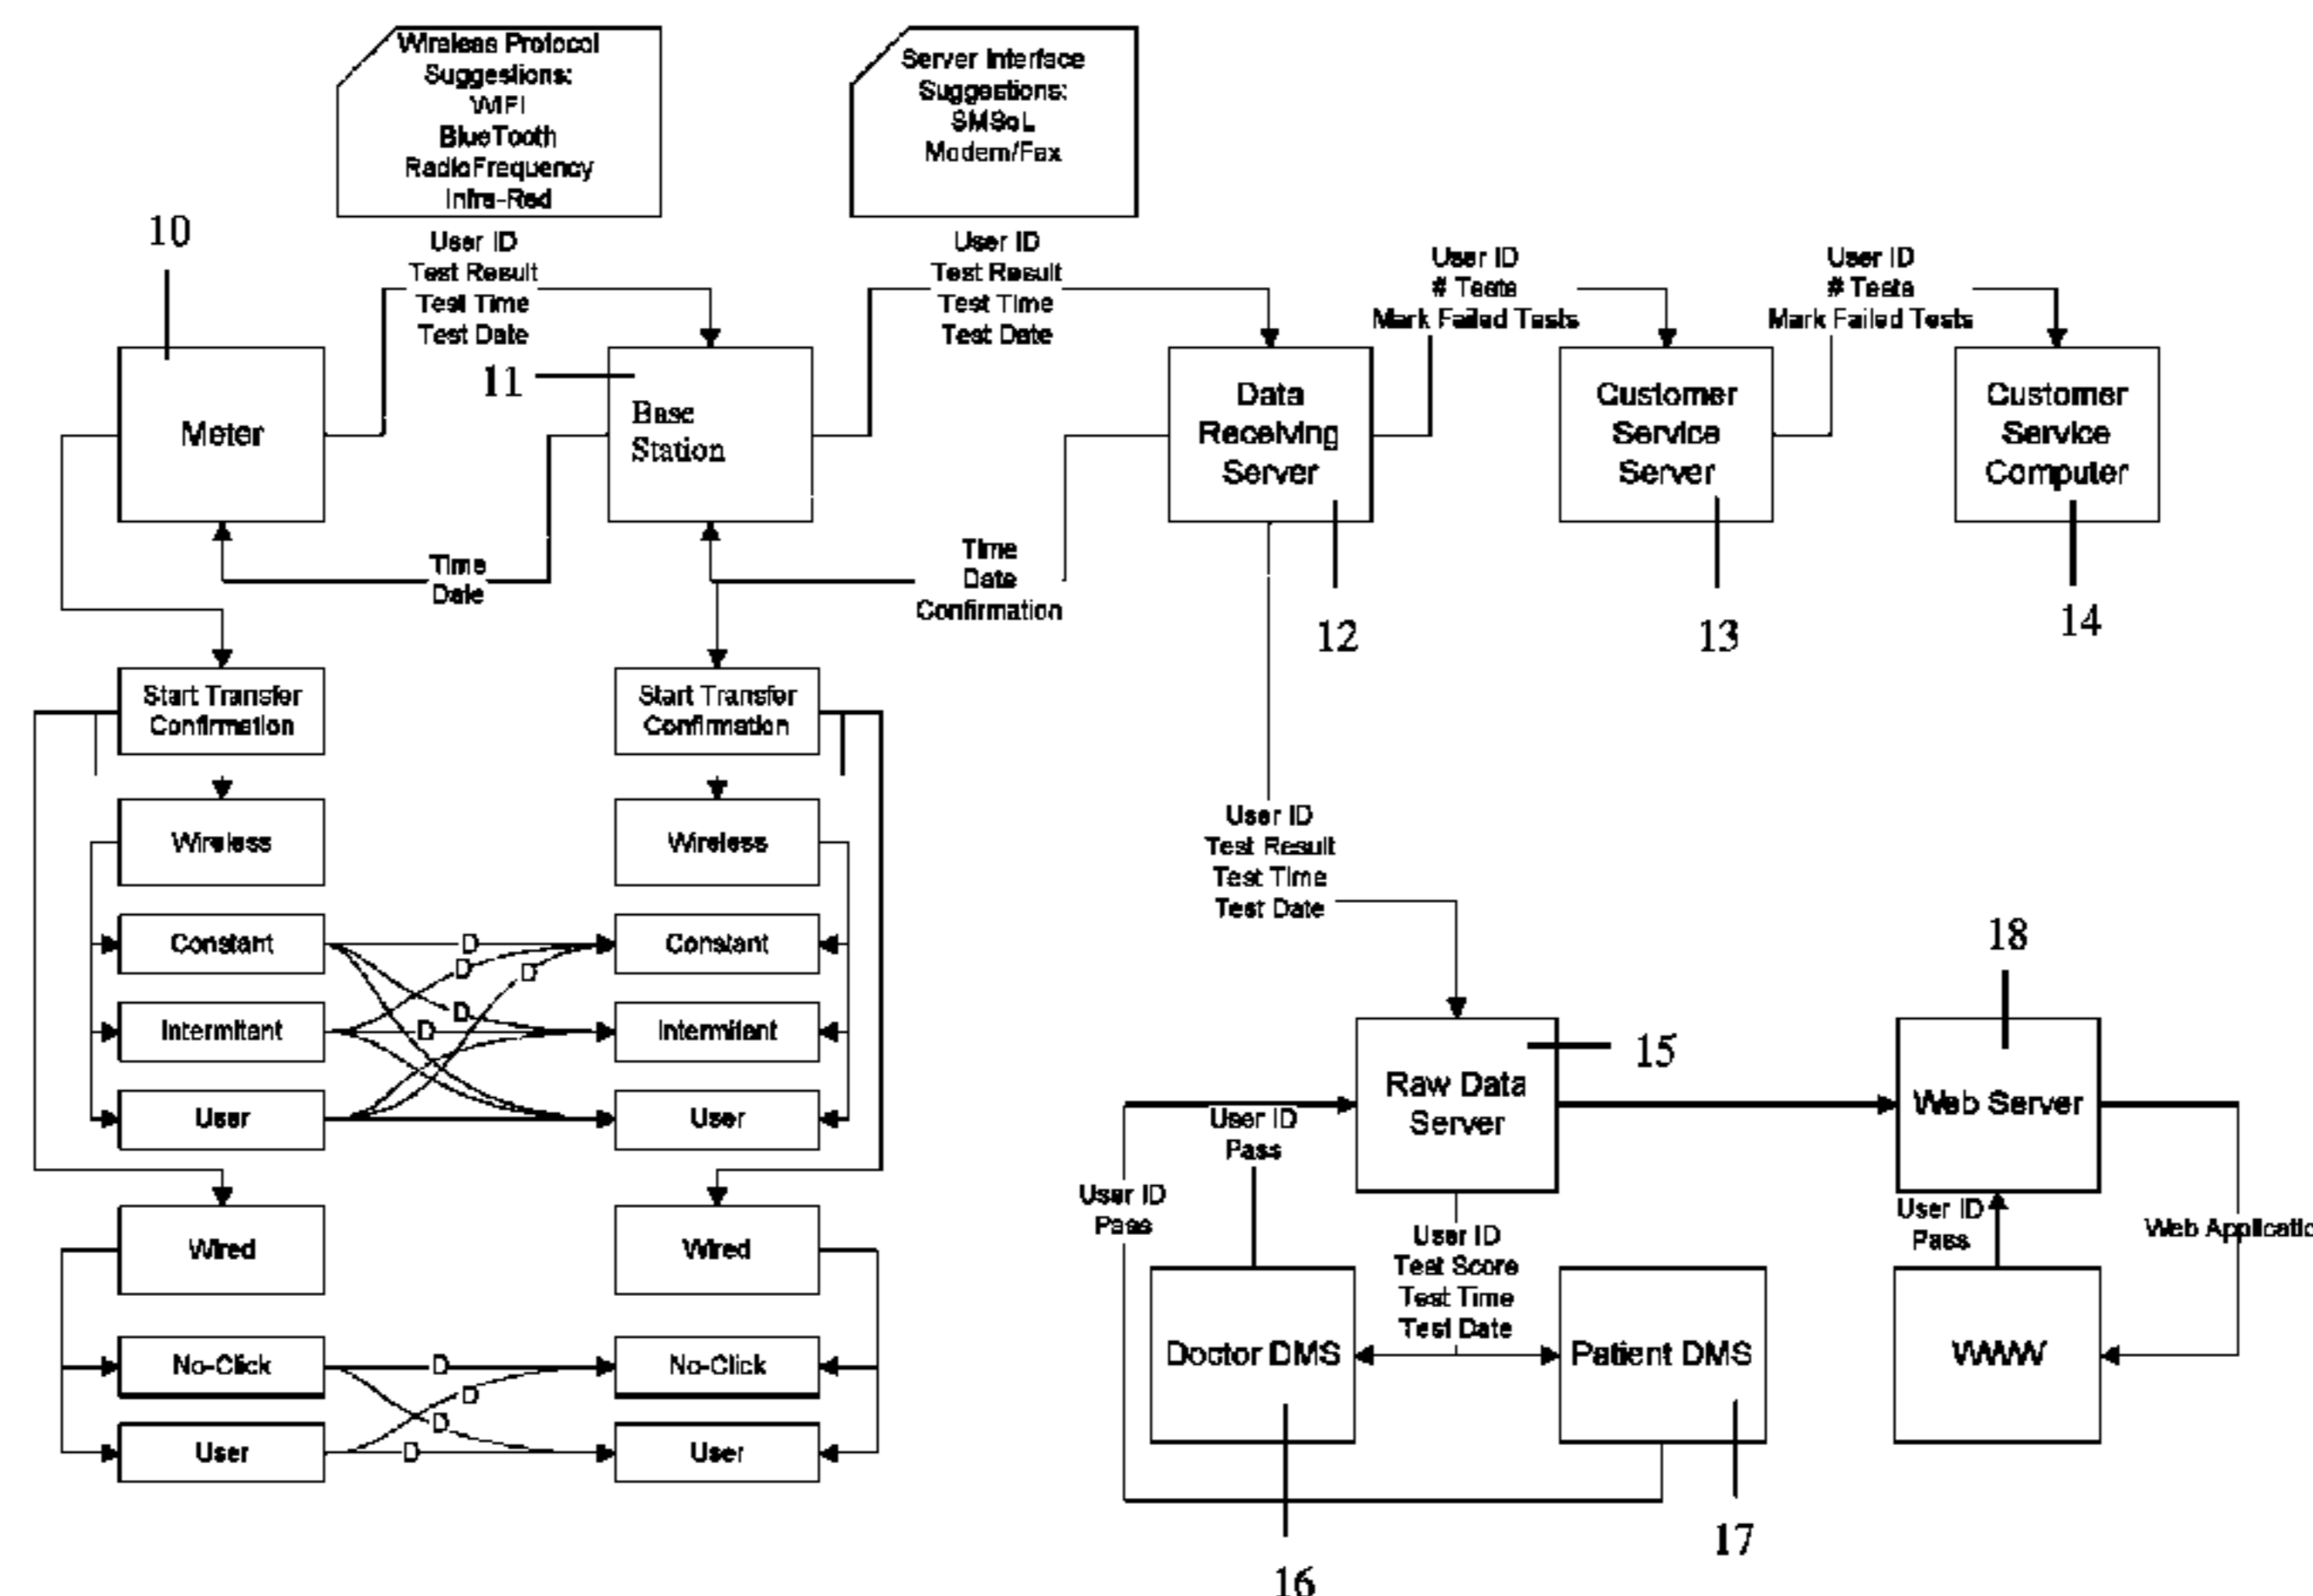 Wireless Protocol
Suggestions:
WIFI
BlueTooth
RadioFrequency
Infra-Red
Server Interface
Suggestions:
SMSoL
Modem/Fax
10
User ID
Test Result
Test Time
Test Date
User ID
Test Result
Test Time
Test Date
User ID
# Tests
Mark Failed Tests
User ID
# Tests
Mark Failed Tests
Meter
11
Base
Station
Data
Receiving
Server
Customer
Service
Server
Customer
Service
Computer
Time
Date
Time
Date
Confirmation
12
13
14
Start Transfer
Confirmation
Start Transfer
Confirmation
Wireless
Wireless
User ID
Test Result
Test Time
Test Date
Constant
D
D
D
Constant
Intermitant
D
D
Intermitant
User
User
18
15
Raw Data
Server
Web Server
User ID
Pass
User ID
Pass
User ID
Pass
Web Applicatio
Wired
Wired
User ID
Test Score
Test Time
Test Date
No-Click
D
D
D
No-Click
User
D
User
Doctor DMS
Patient DMS
WWW
16
17